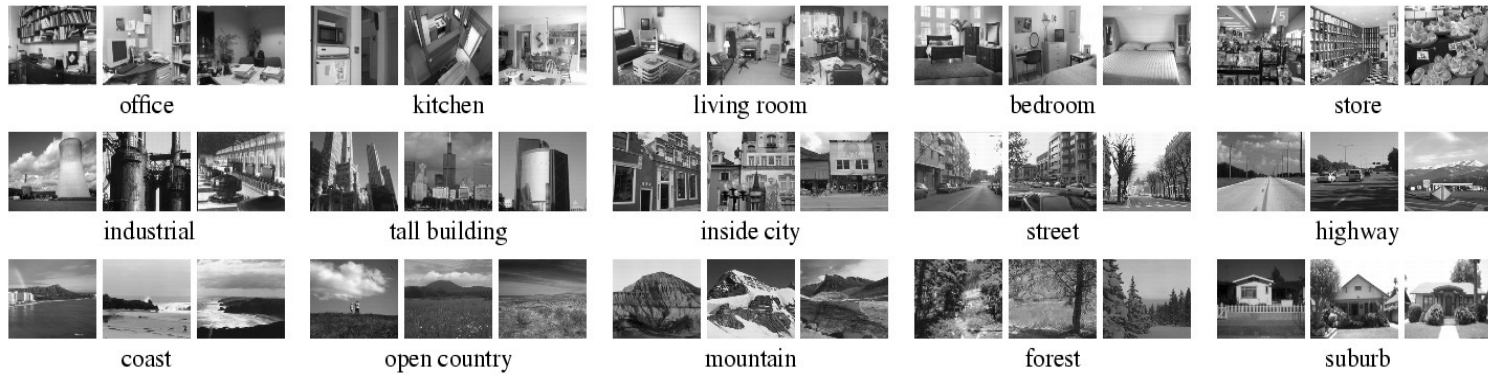 office kitchen living room bedroom store
industrial tall building inside city street highway
coast open country mountain forest suburb